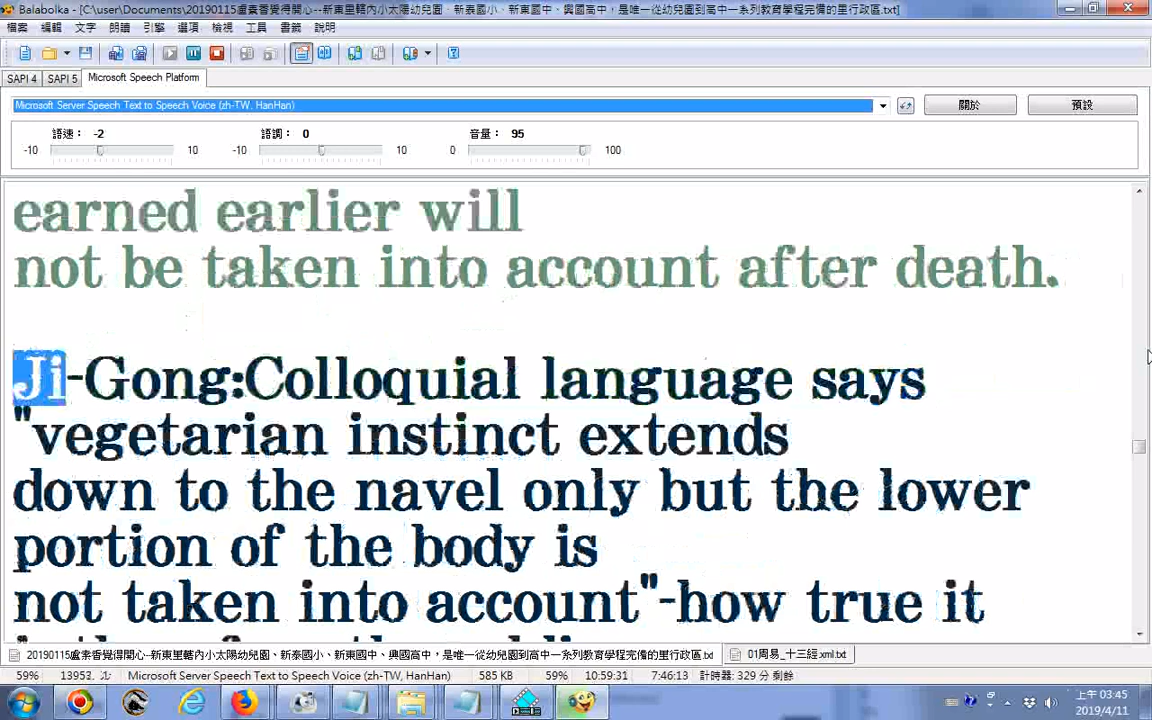 Balabolka - [C:\user\Documents\20190115盧素香覺得開心--新東里轄內小太陽幼兒園、新泰國小、新東國中、興國高中，是唯一從幼兒園到高中一系列教育學程完備的里行政區.txt]
檔案 編輯 文字 朗讀 引擎 選項 檢視 工具 書籤 說明
SAPI 4 SAPI 5 Microsoft Speech Platform
Microsoft Server Speech Text to Speech Voice (zh-TW, HanHan)
關於 預設
語速： -2 語調： 0 音量： 95
-10 10 -10 10 0 100
earned earlier will
not be taken into account after death.
Ji-Gong:Colloquial language says
"vegetarian instinct extends
down to the navel only but the lower
portion of the body is
not taken into account"-how true it
20190115盧素香覺得開心--新東里轄內小太陽幼兒園、新泰國小、新東國中、興國高中，是唯一從幼兒園到高中一系列教育學程完備的里行政區.txt 01周易_十三經.xml.txt
59% Microsoft Server Speech Text to Speech Voice (zh-TW, HanHan) 585 KB 59% 10:59:31 7:46:13 計時器: 329 分 剩餘
上午 03:45
2019/4/11